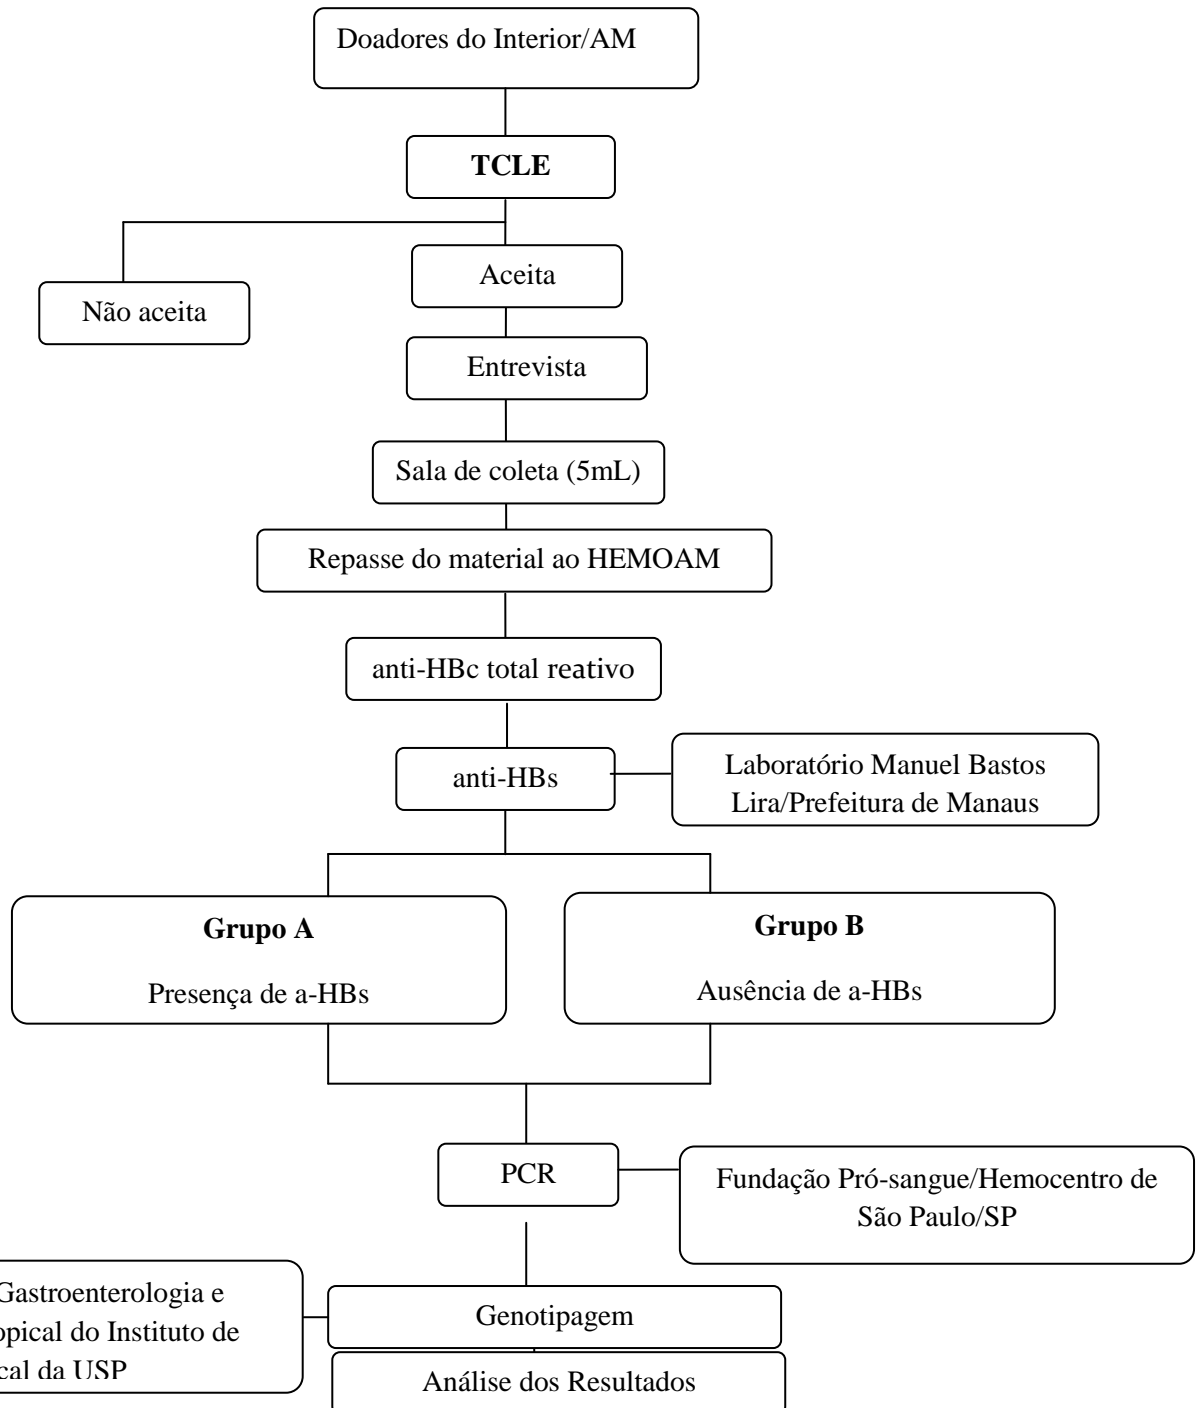 Doadores do Interior/AM
TCLE
Aceita
Não aceita
Entrevista
Sala de coleta (5mL)
Repasse do material ao HEMOAM
anti-HBc total reativo
anti-HBs
Laboratório Manuel Bastos
Lira/Prefeitura de Manaus
Grupo A
Presença de a-HBs
Grupo B
Ausência de a-HBs
PCR
Fundação Pró-sangue/Hemocentro de
São Paulo/SP
Gastroenterologia e
opical do Instituto de
cal da USP
Genotipagem
Análise dos Resultados